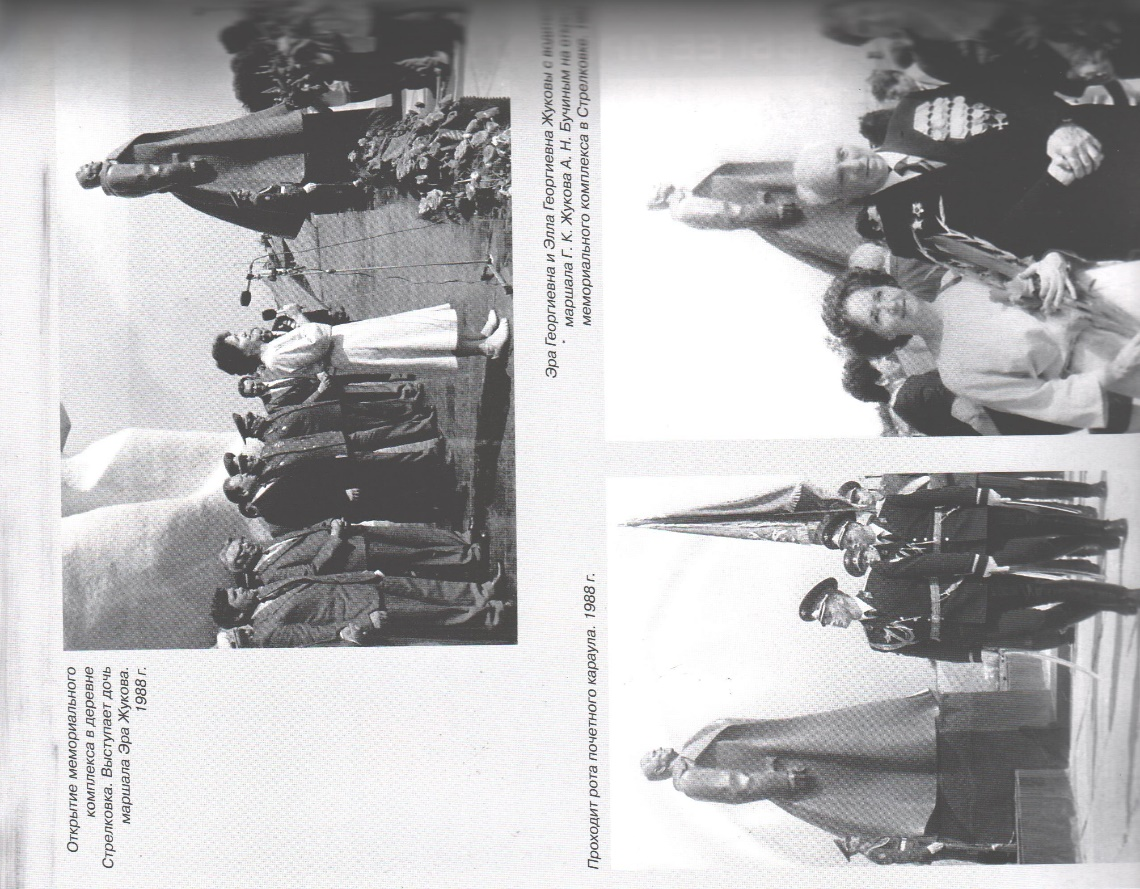 Открытие мемориального
комплекса в деревне
Стрелковка. Выступает дочь
маршала Эра Жукова.
1988 г.
Эра Георгиевна и Элла Георгиевна Жуковы с
маршала Г. К. Жукова А. Н. Бучиным на
мемориального комплекса в Стрелковке.
Проходит рота почетного караула. 1988 г.